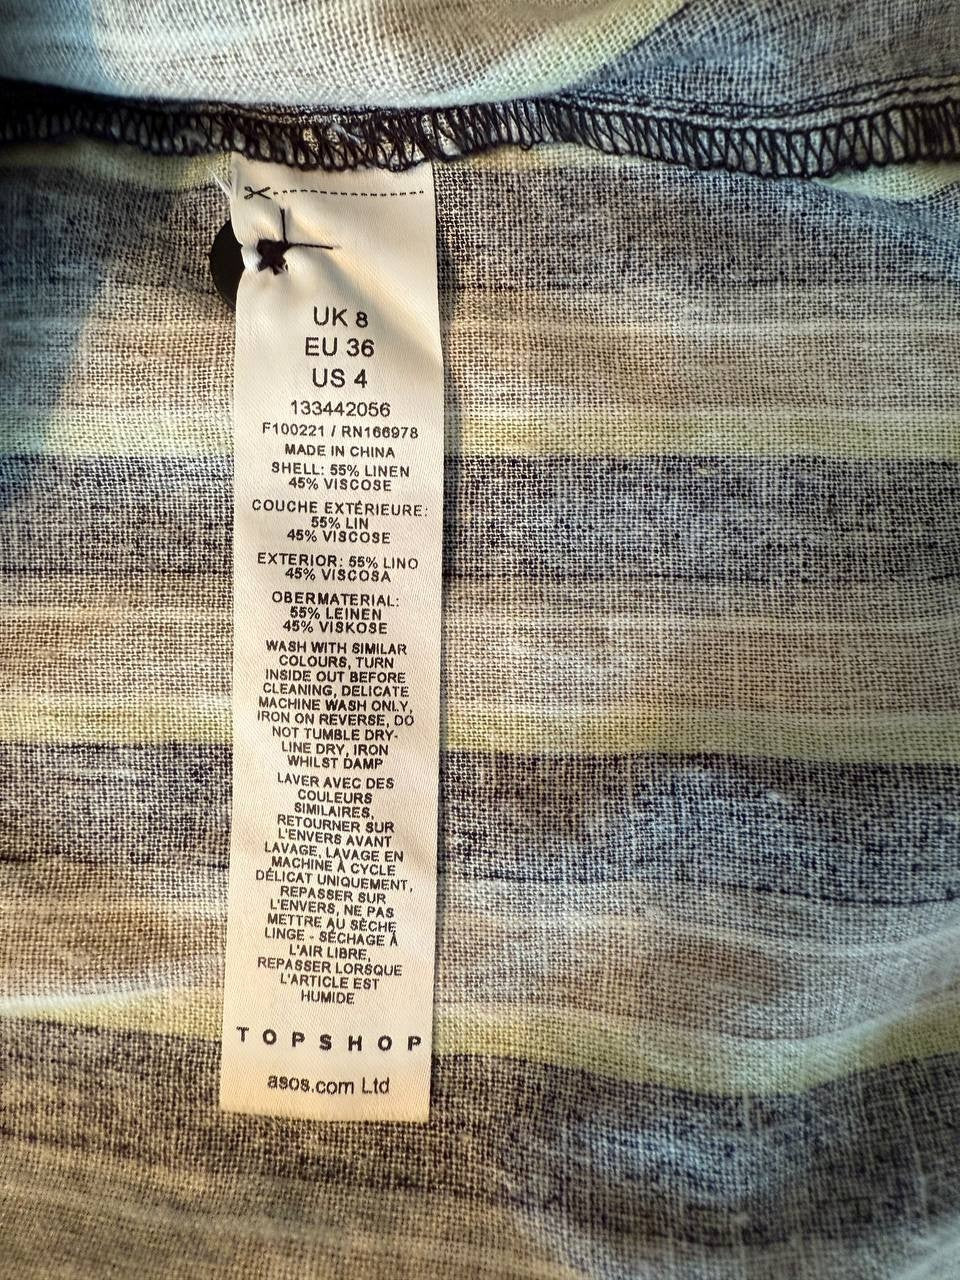 UK 8
EU 36
US 4
133442056
F100221 / RN166978
MADE IN CHINA
SHELL: 55% LINEN
45% VISCOSE
COUCHE EXTÉRIEURE:
55% LIN
45% VISCOSE
EXTERIOR: 55% LINO
45% VISCOSA
OBERMATERIAL:
55% LEINEN
45% VISKOSE
WASH WITH SIMILAR
COLOURS, TURN
INSIDE OUT BEFORE
CLEANING, DELICATE
MACHINE WASH ONLY,
IRON ON REVERSE, DO
NOT TUMBLE DRY-
LINE DRY, IRON
WHILST DAMP
LAVER AVEC DES
COULEURS
SIMILAIRES,
RETOURNER SUR
L'ENVERS AVANT
LAVAGE, LAVAGE EN
MACHINE À CYCLE
DÉLICAT UNIQUEMENT,
REPASSER SUR
L'ENVERS, NE PAS
METTRE AU SÈCHE
LINGE - SÉCHAGE À
L'AIR LIBRE,
REPASSER LORSQUE
L'ARTICLE EST
HUMIDE
TOPSHOP
asos.com Ltd